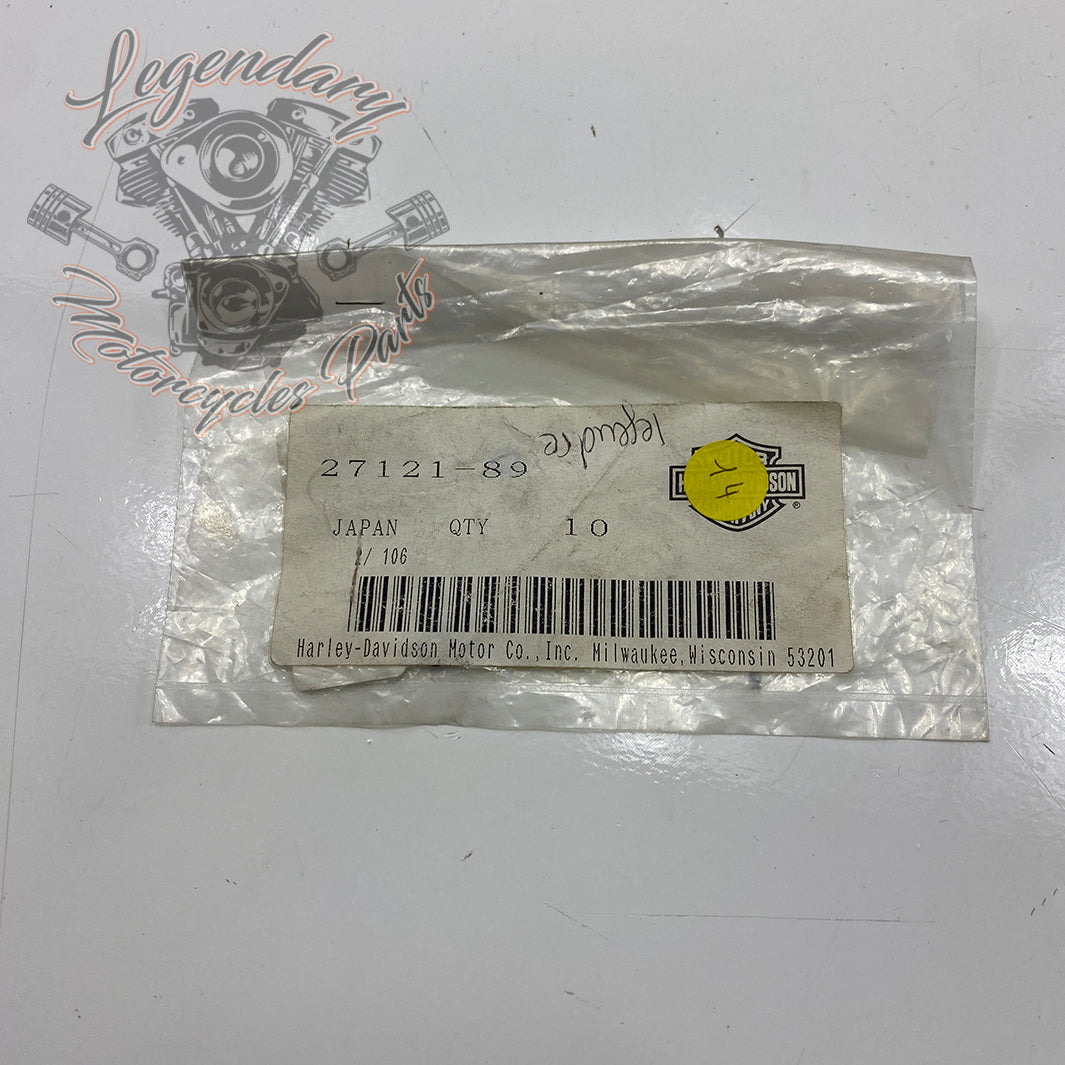 Legendary
Motorcycles Parts
27121-89
JAPAN QTY 10
2/ 106
Harley-Davidson Motor Co.,Inc. Milwaukee,Wisconsin 53201
®